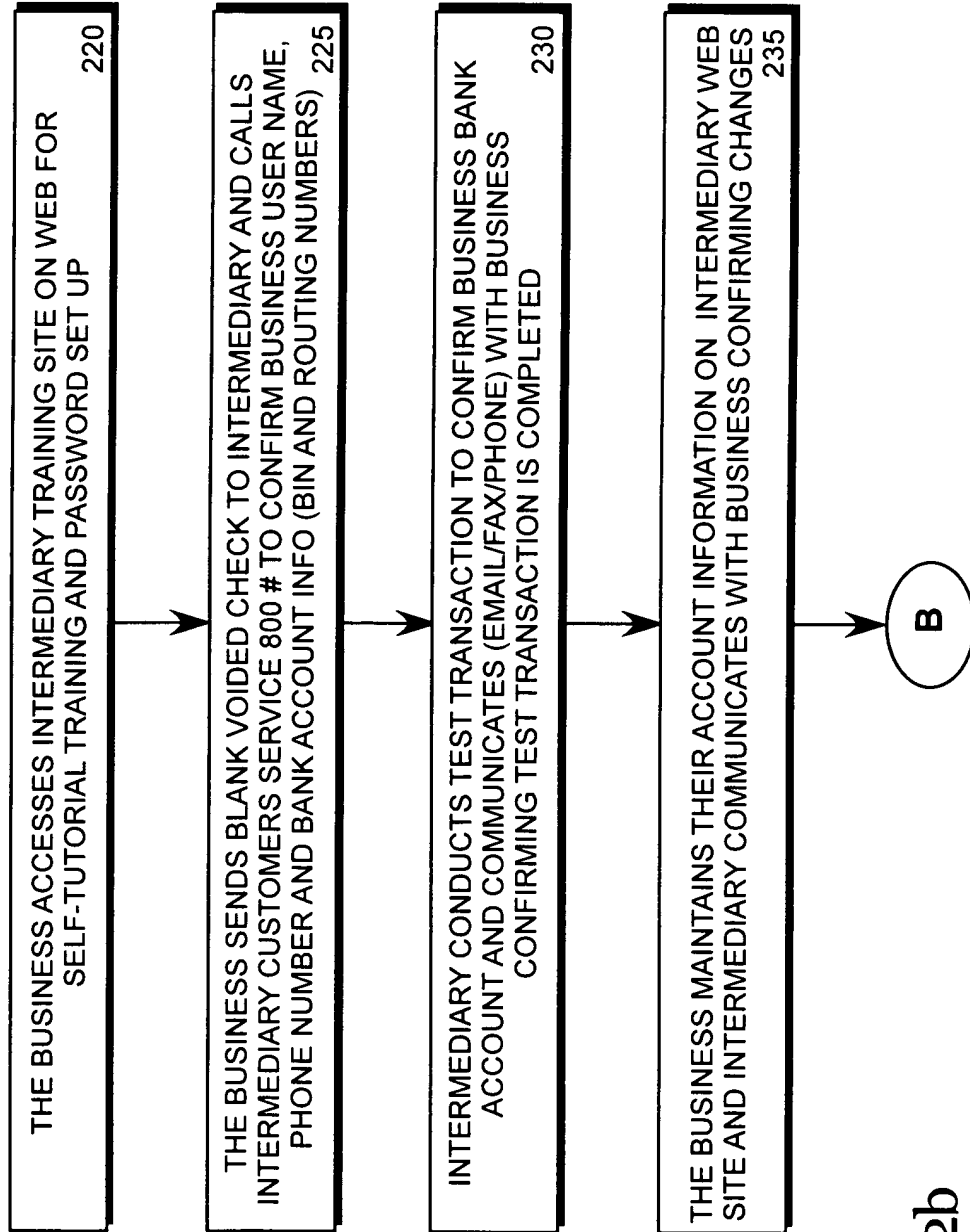 THE BUSINESS ACCESSES INTERMEDIARY TRAINING SITE ON WEB FOR
SELF-TUTORIAL TRAINING AND PASSWORD SET UP
220
THE BUSINESS SENDS BLANK VOIDED CHECK TO INTERMEDIARY AND CALLS
INTERMEDIARY CUSTOMERS SERVICE 800 # TO CONFIRM BUSINESS USER NAME,
PHONE NUMBER AND BANK ACCOUNT INFO (BIN AND ROUTING NUMBERS)
225
INTERMEDIARY CONDUCTS TEST TRANSACTION TO CONFIRM BUSINESS BANK
ACCOUNT AND COMMUNICATES (EMAIL/FAX/PHONE) WITH BUSINESS
CONFIRMING TEST TRANSACTION IS COMPLETED
230
THE BUSINESS MAINTAINS THEIR ACCOUNT INFORMATION ON INTERMEDIARY WEB
SITE AND INTERMEDIARY COMMUNICATES WITH BUSINESS CONFIRMING CHANGES
235
B